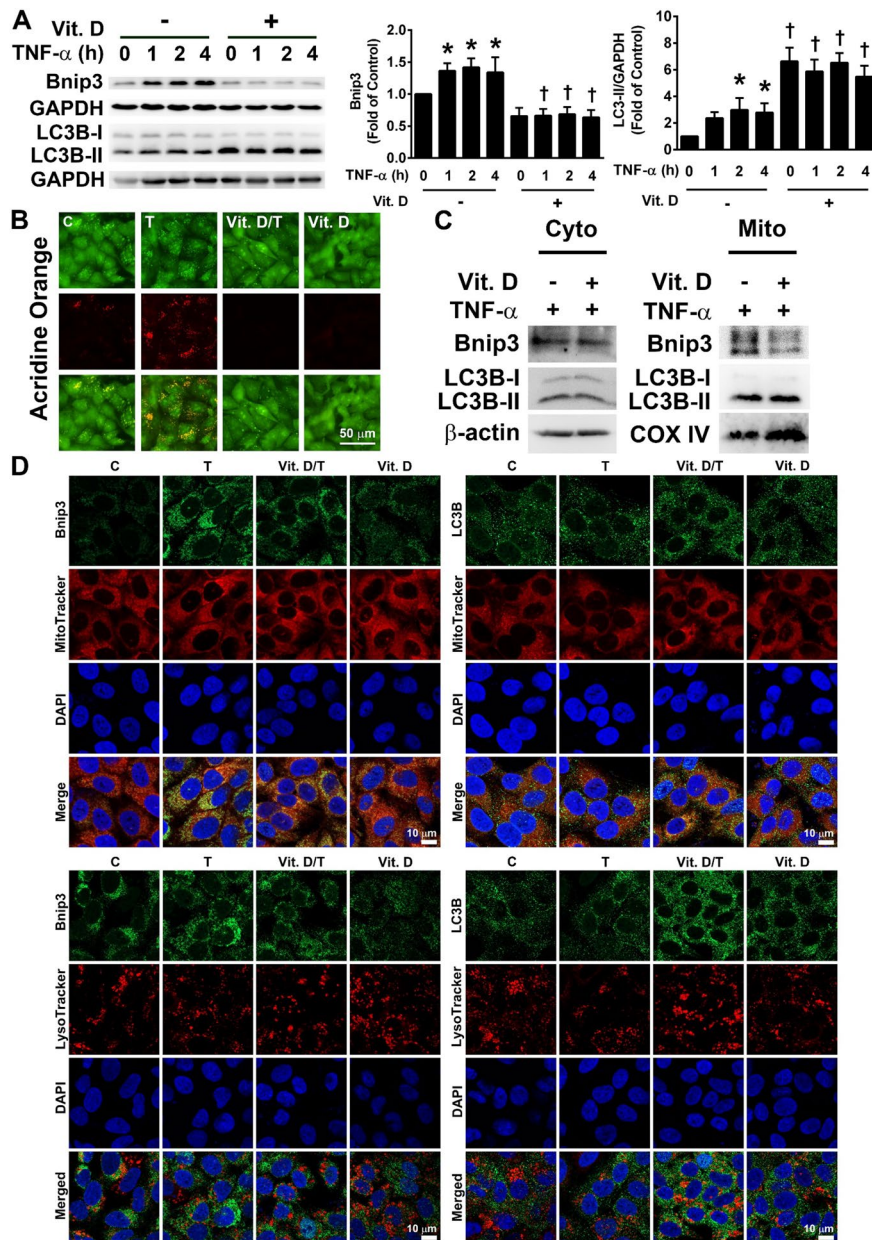 A
Vit. D - +
TNF-α (h) 0 1 2 4 0 1 2 4
Bnip3
GAPDH
LC3B-I
LC3B-II
GAPDH
Bnip3
(Fold of Control)
2.0
1.5
1.0
0.5
0.0
* * *
† † †
TNF-α (h) 0 1 2 4 0 1 2 4
Vit. D - +
LC3-II/GAPDH
(Fold of Control)
10
8
6
4
2
0
* *
† † † †
TNF-α (h) 0 1 2 4 0 1 2 4
Vit. D - +
B
Acridine Orange
C T Vit. D/T Vit. D
50 μm
C
Cyto Mito
Vit. D - + Vit. D - +
TNF-α + + TNF-α + +
Bnip3 Bnip3
LC3B-I LC3B-I
LC3B-II LC3B-II
β-actin COX IV
D
C T Vit. D/T Vit. D C T Vit. D/T Vit. D
Bnip3 LC3B
MitoTracker MitoTracker
DAPI DAPI
Merge Merge
10 μm 10 μm
C T Vit. D/T Vit. D C T Vit. D/T Vit. D
Bnip3 LC3B
LysoTracker LysoTracker
DAPI DAPI
Merged Merged
10 μm 10 μm